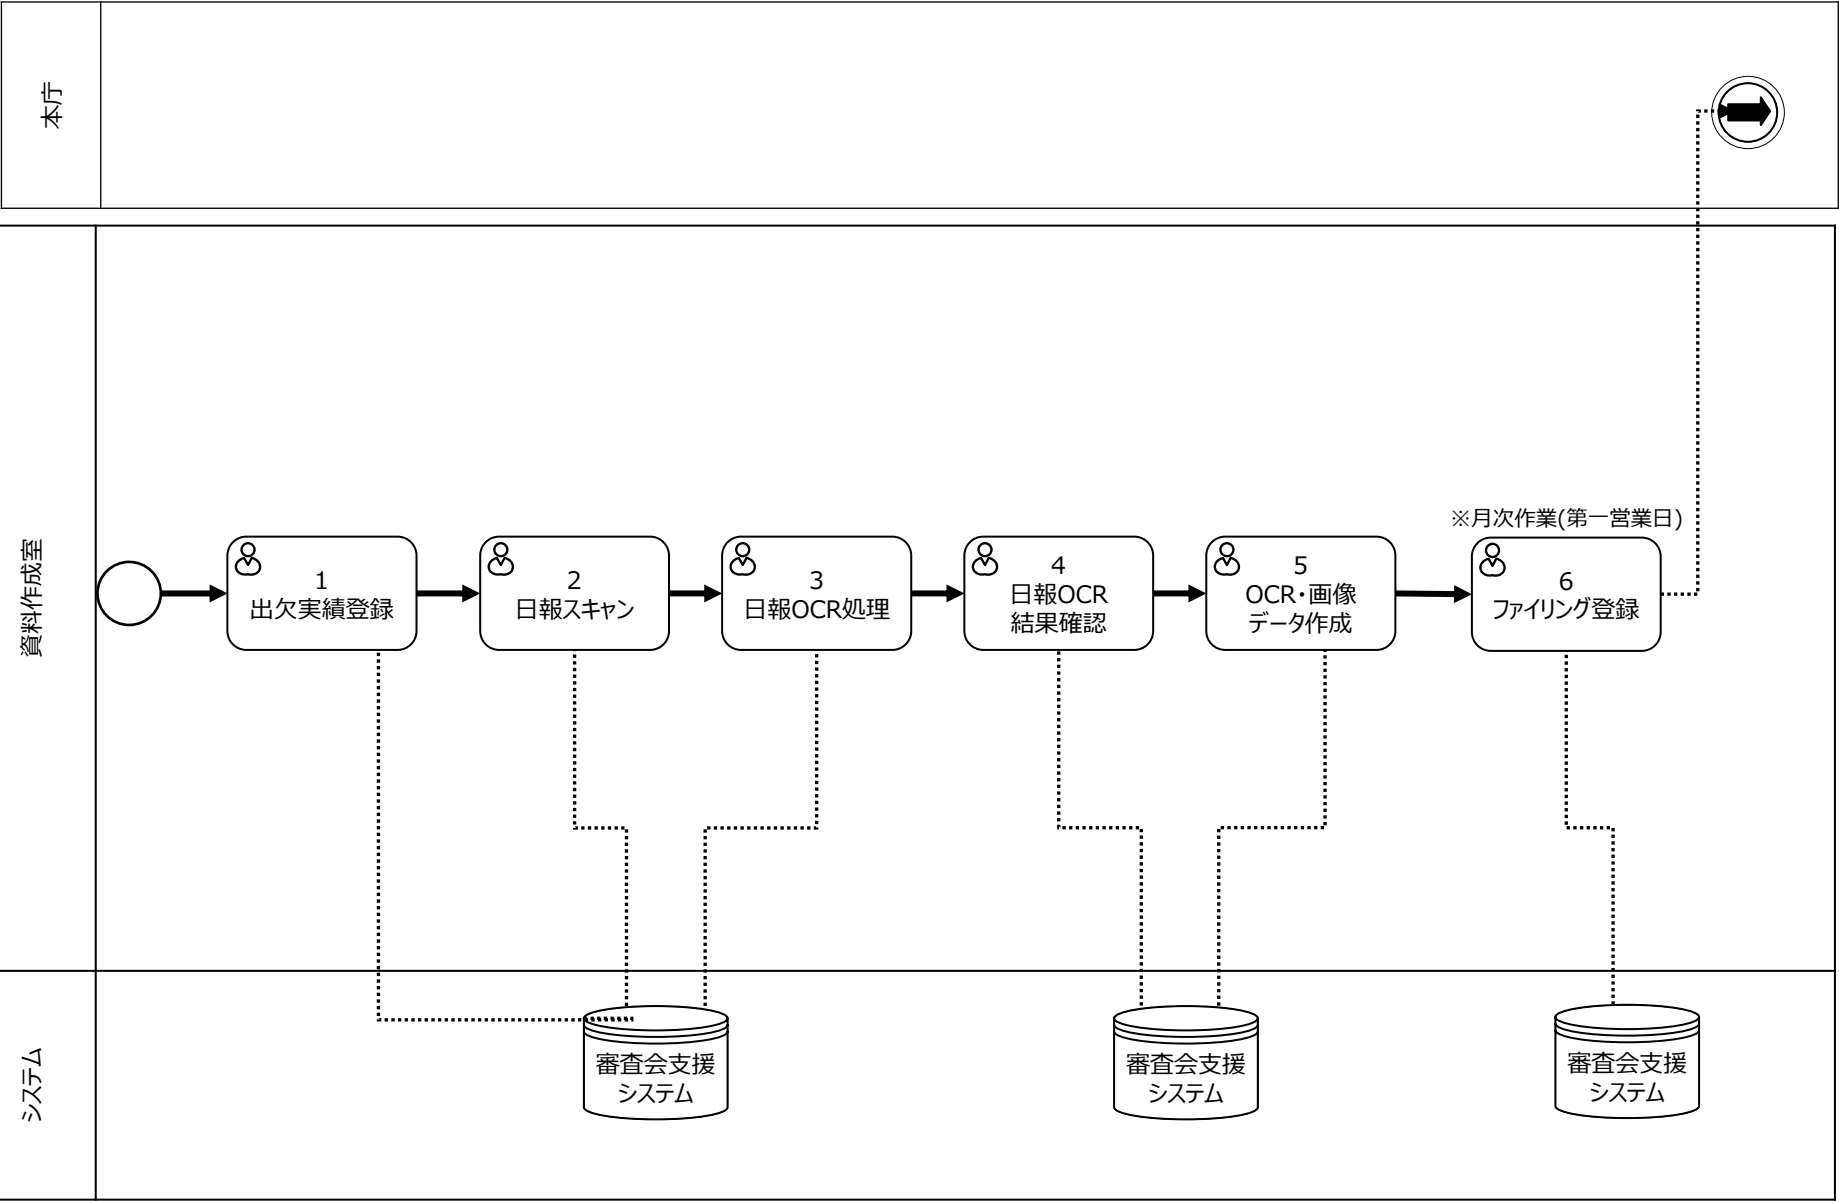 本庁
資料作成室
※月次作業(第一営業日)
1
出欠実績登録
2
日報スキャン
3
日報OCR処理
4
日報OCR
結果確認
5
OCR・画像
データ作成
6
ファイリング登録
システム
審査会支援
システム
審査会支援
システム
審査会支援
システム